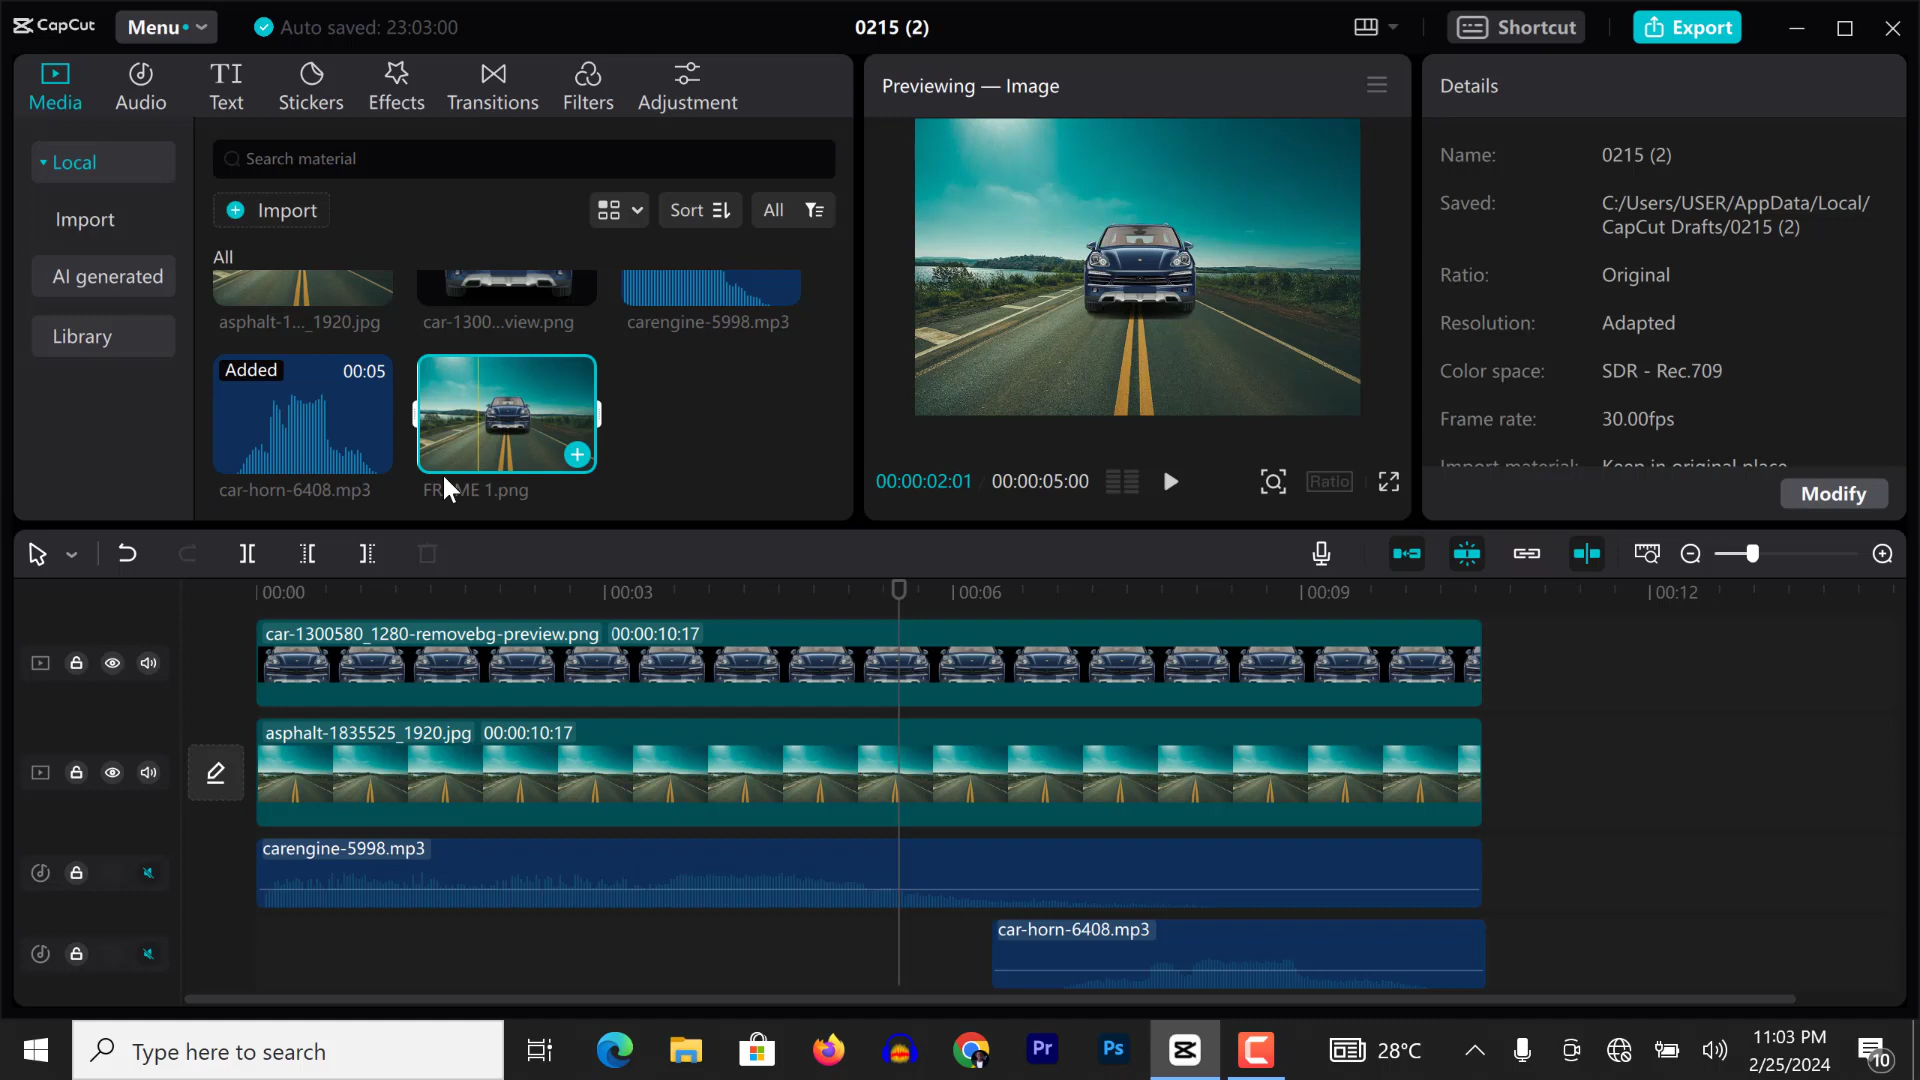 CapCut
Menu
Auto saved: 23:03:00
0215 (2)
Shortcut
Export
Media
Audio
Text
Stickers
Effects
Transitions
Filters
Adjustment
Local
Import
AI generated
Library
Search material
Import
Sort
All
All
asphalt-1..._1920.jpg
car-1300...view.png
carengine-5998.mp3
Added
00:05
car-horn-6408.mp3
FRAME 1.png
Previewing — Image
00:00:02:01
00:00:05:00
Ratio
Details
Name: 0215 (2)
Saved: C:/Users/USER/AppData/Local/
CapCut Drafts/0215 (2)
Ratio: Original
Resolution: Adapted
Color space: SDR - Rec.709
Frame rate: 30.00fps
Import material: Keep in original place
Modify
00:00
00:03
00:06
00:09
00:12
car-1300580_1280-removebg-preview.png 00:00:10:17
asphalt-1835525_1920.jpg 00:00:10:17
carengine-5998.mp3
car-horn-6408.mp3
Type here to search
Pr
Ps
28°C
11:03 PM
2/25/2024
10